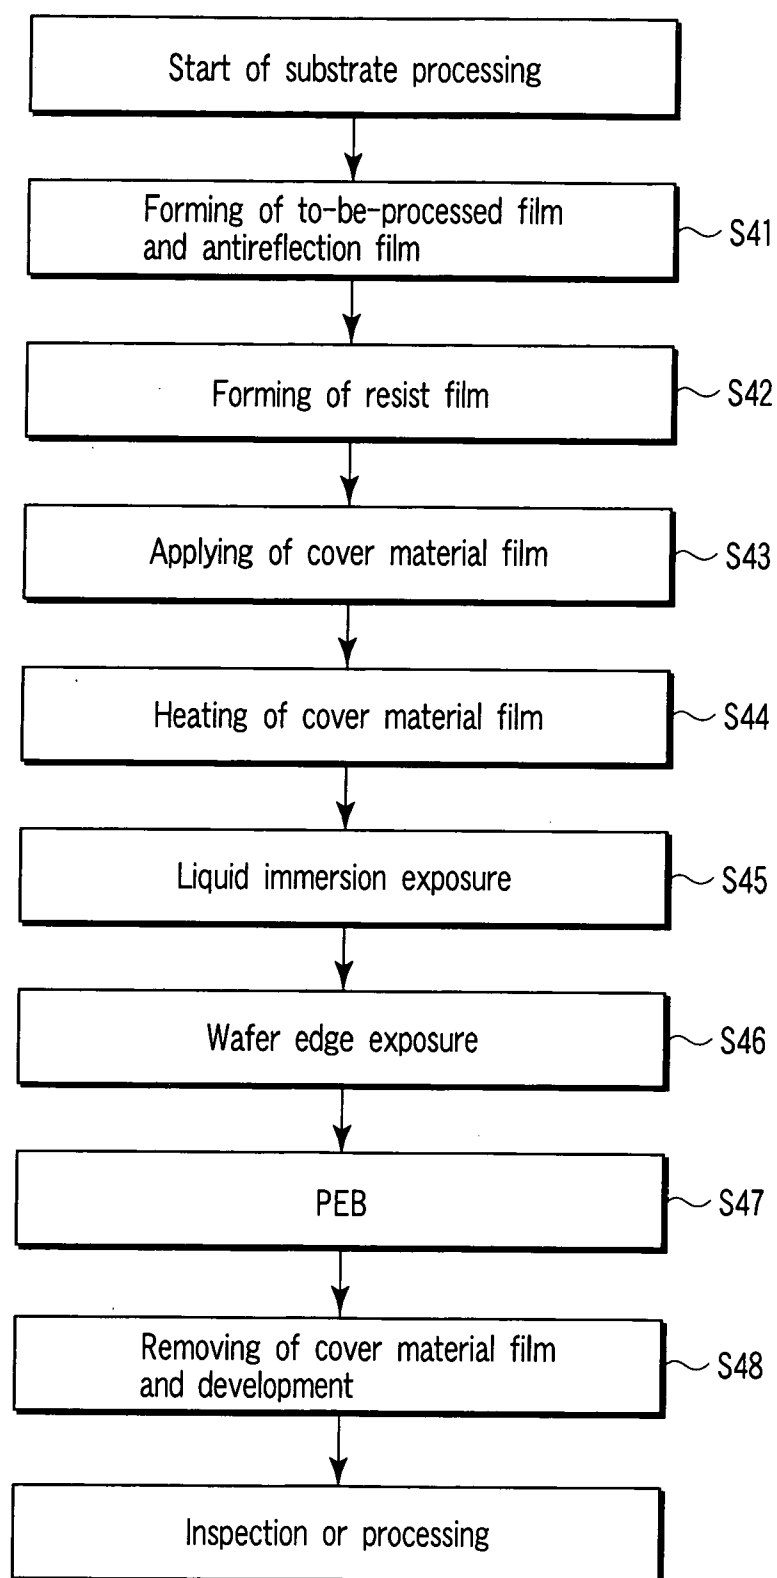 Start of substrate processing
Forming of to-be-processed film
and antireflection film
S41
Forming of resist film
S42
Applying of cover material film
S43
Heating of cover material film
S44
Liquid immersion exposure
S45
Wafer edge exposure
S46
PEB
S47
Removing of cover material film
and development
S48
Inspection or processing